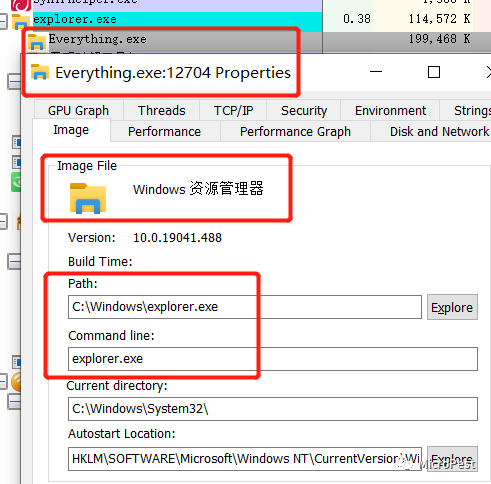 explorer.exe 0.38 114,572 K
Everything.exe 199,468 K
Everything.exe:12704 Properties
GPU Graph Threads TCP/IP Security Environment Strings
Image Performance Performance Graph Disk and Network
Image File
Windows 资源管理器
Version: 10.0.19041.488
Build Time:
Path:
C:\Windows\explorer.exe
Explore
Command line:
explorer.exe
Current directory:
C:\Windows\System32\
Autostart Location:
HKLM\SOFTWARE\Microsoft\Windows NT\CurrentVersion\Wi
Explore
MicroPest